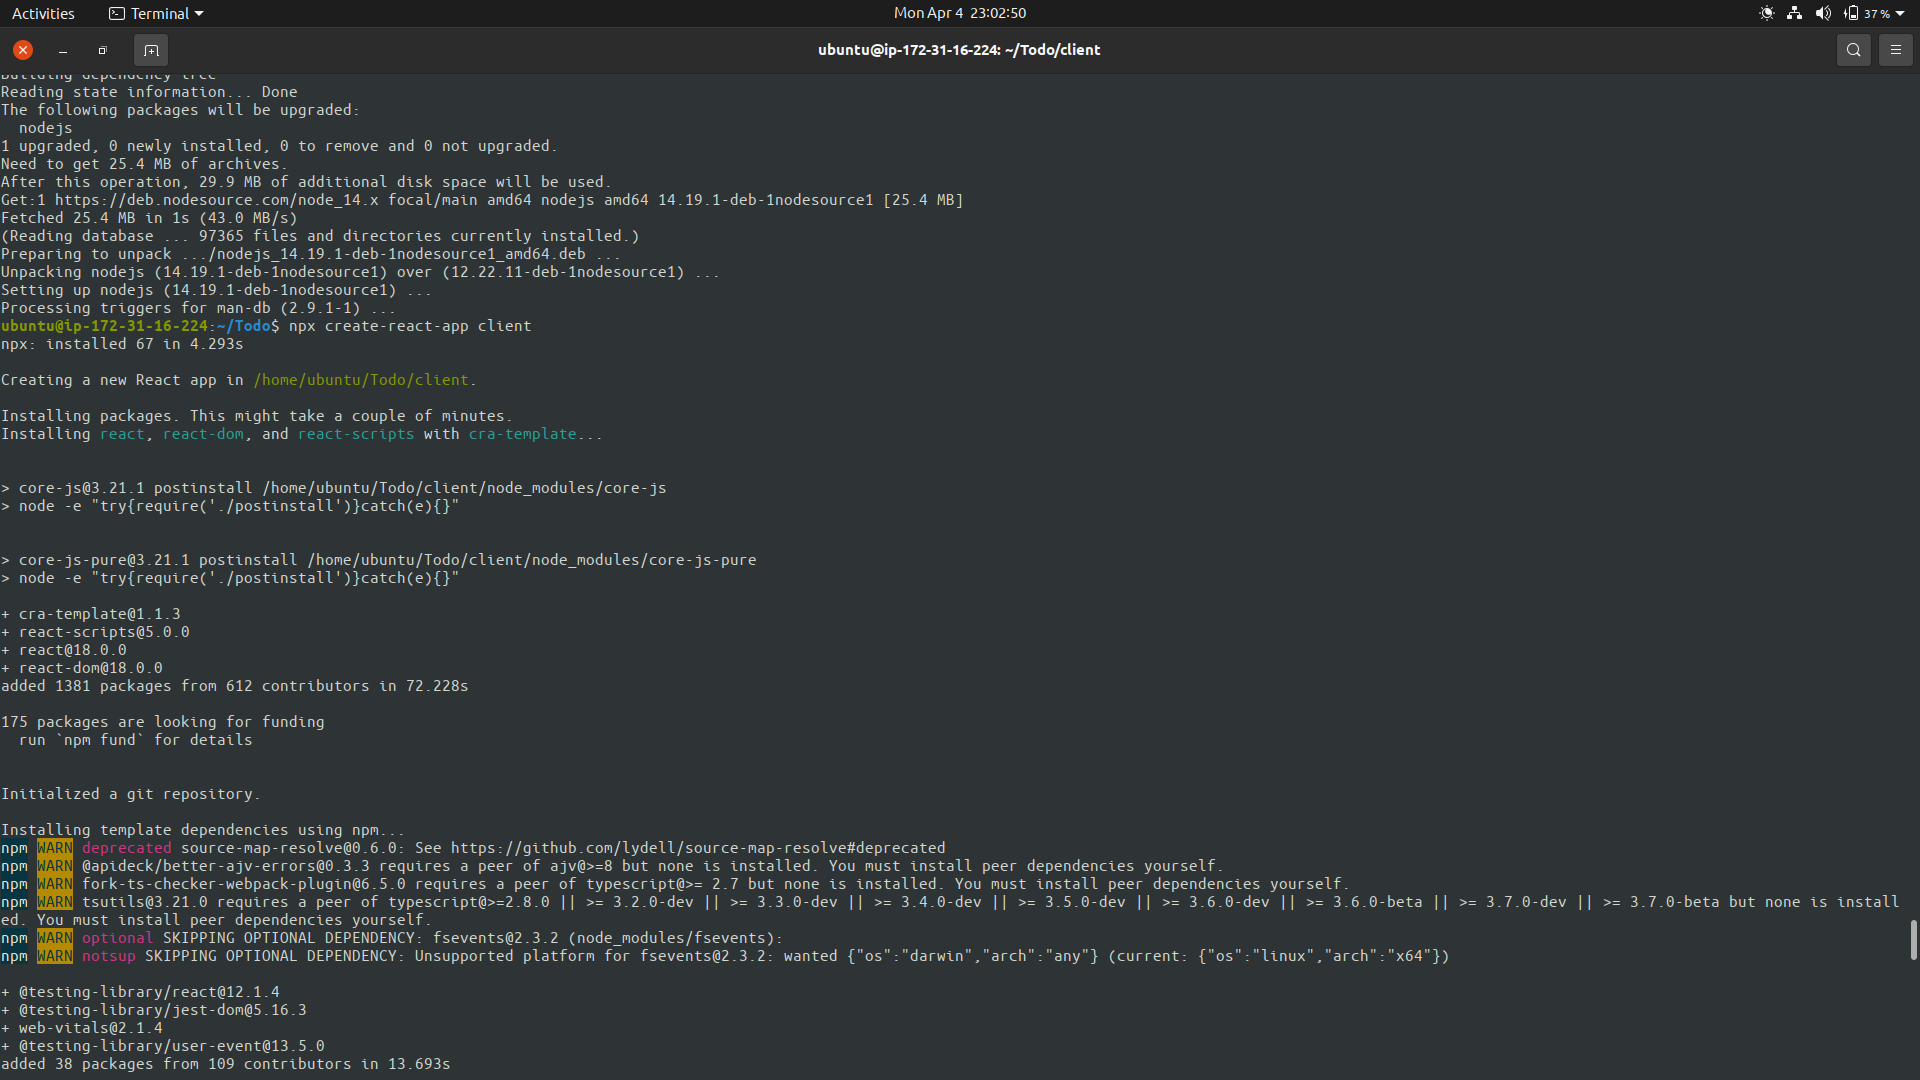 Activities
Terminal
Mon Apr 4 23:02:50
37 %
ubuntu@ip-172-31-16-224: ~/Todo/client
Building dependency tree
Reading state information... Done
The following packages will be upgraded:
  nodejs
1 upgraded, 0 newly installed, 0 to remove and 0 not upgraded.
Need to get 25.4 MB of archives.
After this operation, 29.9 MB of additional disk space will be used.
Get:1 https://deb.nodesource.com/node_14.x focal/main amd64 nodejs amd64 14.19.1-deb-1nodesource1 [25.4 MB]
Fetched 25.4 MB in 1s (43.0 MB/s)
(Reading database ... 97365 files and directories currently installed.)
Preparing to unpack .../nodejs_14.19.1-deb-1nodesource1_amd64.deb ...
Unpacking nodejs (14.19.1-deb-1nodesource1) over (12.22.11-deb-1nodesource1) ...
Setting up nodejs (14.19.1-deb-1nodesource1) ...
Processing triggers for man-db (2.9.1-1) ...
ubuntu@ip-172-31-16-224:~/Todo$ npx create-react-app client
npx: installed 67 in 4.293s
Creating a new React app in /home/ubuntu/Todo/client.
Installing packages. This might take a couple of minutes.
Installing react, react-dom, and react-scripts with cra-template...
> core-js@3.21.1 postinstall /home/ubuntu/Todo/client/node_modules/core-js
> node -e "try{require('./postinstall')}catch(e){}"
> core-js-pure@3.21.1 postinstall /home/ubuntu/Todo/client/node_modules/core-js-pure
> node -e "try{require('./postinstall')}catch(e){}"
+ cra-template@1.1.3
+ react-scripts@5.0.0
+ react@18.0.0
+ react-dom@18.0.0
added 1381 packages from 612 contributors in 72.228s
175 packages are looking for funding
  run `npm fund` for details
Initialized a git repository.
Installing template dependencies using npm...
npm WARN deprecated source-map-resolve@0.6.0: See https://github.com/lydell/source-map-resolve#deprecated
npm WARN @apideck/better-ajv-errors@0.3.3 requires a peer of ajv@>=8 but none is installed. You must install peer dependencies yourself.
npm WARN fork-ts-checker-webpack-plugin@6.5.0 requires a peer of typescript@>= 2.7 but none is installed. You must install peer dependencies yourself.
npm WARN tsutils@3.21.0 requires a peer of typescript@>=2.8.0 || >= 3.2.0-dev || >= 3.3.0-dev || >= 3.4.0-dev || >= 3.5.0-dev || >= 3.6.0-dev || >= 3.6.0-beta || >= 3.7.0-dev || >= 3.7.0-beta but none is install
ed. You must install peer dependencies yourself.
npm WARN optional SKIPPING OPTIONAL DEPENDENCY: fsevents@2.3.2 (node_modules/fsevents):
npm WARN notsup SKIPPING OPTIONAL DEPENDENCY: Unsupported platform for fsevents@2.3.2: wanted {"os":"darwin","arch":"any"} (current: {"os":"linux","arch":"x64"})
+ @testing-library/react@12.1.4
+ @testing-library/jest-dom@5.16.3
+ web-vitals@2.1.4
+ @testing-library/user-event@13.5.0
added 38 packages from 109 contributors in 13.693s